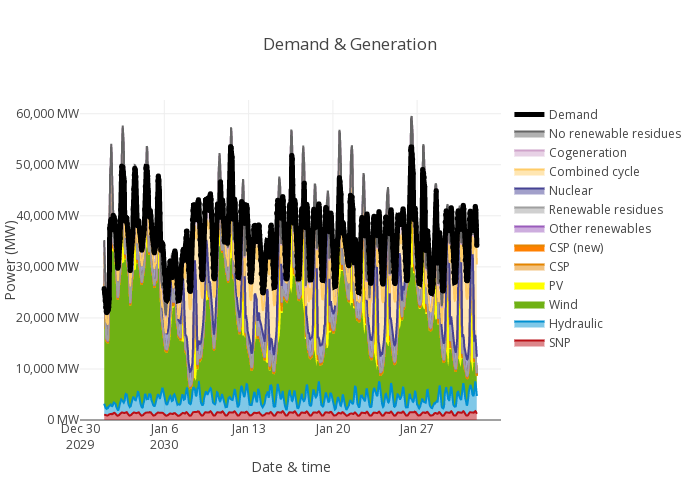 Demand & Generation
60,000 MW
50,000 MW
40,000 MW
30,000 MW
20,000 MW
10,000 MW
0 MW
Power (MW)
Dec 30
2029
Jan 6
2030
Jan 13
Jan 20
Jan 27
Date & time
Demand
No renewable residues
Cogeneration
Combined cycle
Nuclear
Renewable residues
Other renewables
CSP (new)
CSP
PV
Wind
Hydraulic
SNP